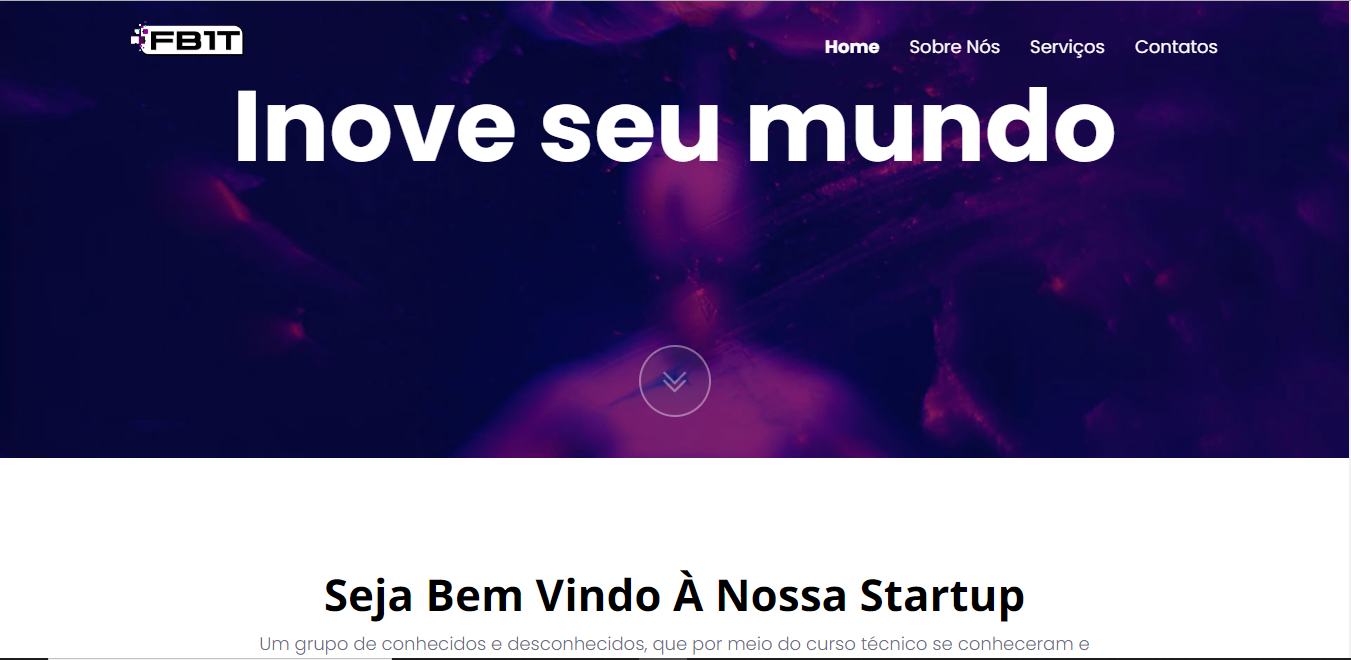 FB1T
Home Sobre Nós Serviços Contatos
Inove seu mundo
Seja Bem Vindo À Nossa Startup
Um grupo de conhecidos e desconhecidos, que por meio do curso técnico se conheceram e